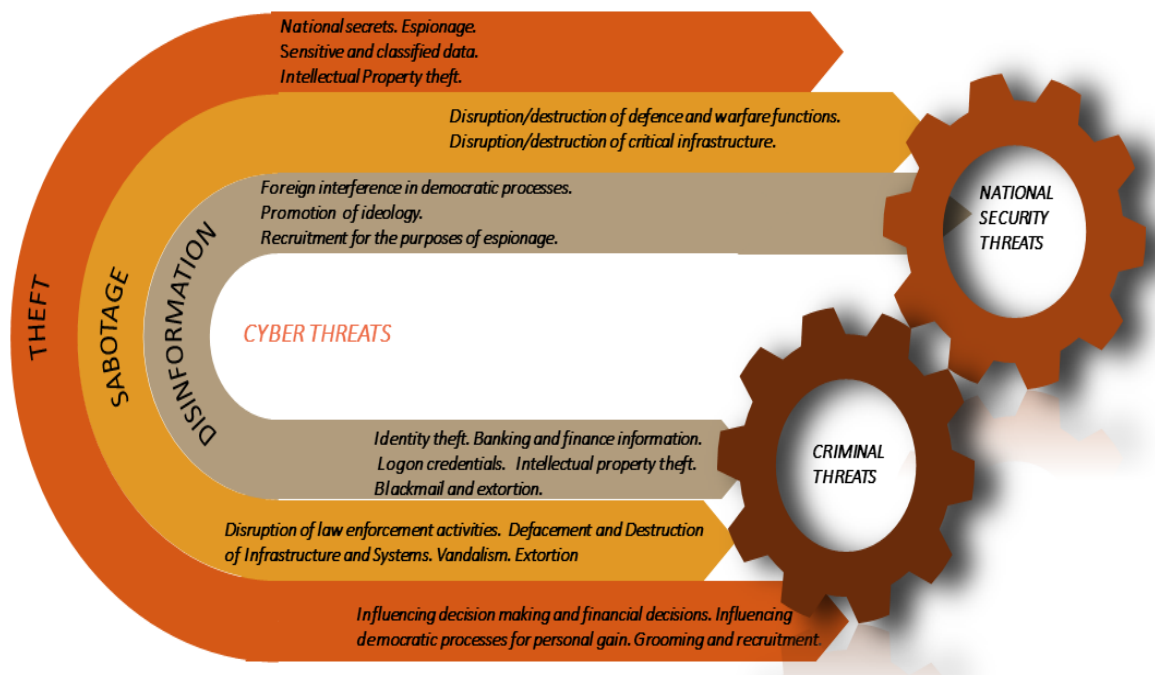 National secrets. Espionage.
Sensitive and classified data.
Intellectual Property theft.
Disruption/destruction of defence and warfare functions.
Disruption/destruction of critical infrastructure.
Foreign interference in democratic processes.
Promotion of ideology.
Recruitment for the purposes of espionage.
NATIONAL
SECURITY
THREATS
THEFT
SABOTAGE
DISINFORMATION
CYBER THREATS
Identity theft. Banking and finance information.
Logon credentials. Intellectual property theft.
Blackmail and extortion.
CRIMINAL
THREATS
Disruption of law enforcement activities. Defacement and Destruction
of Infrastructure and Systems. Vandalism. Extortion
Influencing decision making and financial decisions. Influencing
democratic processes for personal gain. Grooming and recruitment.